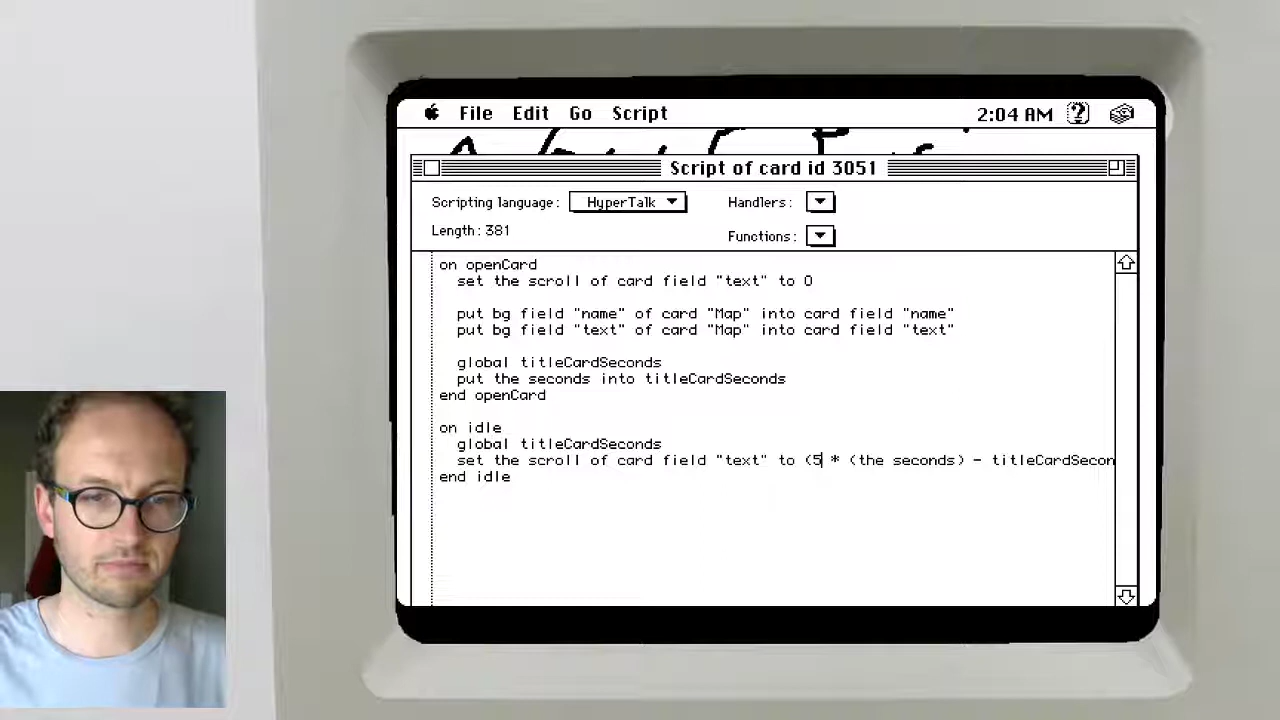 File Edit Go Script 2:04 AM
Script of card id 3051
Scripting language: HyperTalk Handlers:
Length: 381
Functions:
on openCard
set the scroll of card field "text" to 0
put bg field "name" of card "Map" into card field "name"
put bg field "text" of card "Map" into card field "text"
global titleCardSeconds
put the seconds into titleCardSeconds
end openCard
on idle
global titleCardSeconds
set the scroll of card field "text" to (5 * (the seconds) - titleCardSecon
end idle